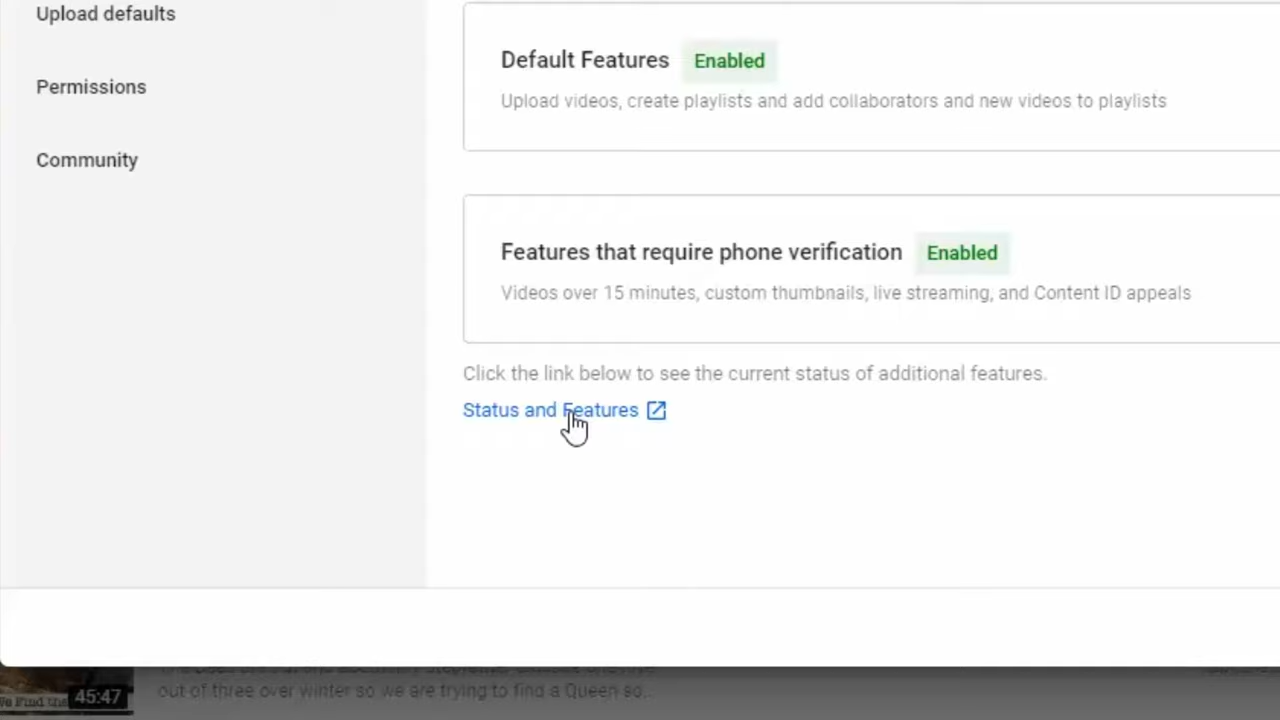 Upload defaults
Permissions
Community
Default Features Enabled
Upload videos, create playlists and add collaborators and new videos to playlists
Features that require phone verification Enabled
Videos over 15 minutes, custom thumbnails, live streaming, and Content ID appeals
Click the link below to see the current status of additional features.
Status and Features
We Find the
45:47
out of three over winter so we are trying to find a Queen so...